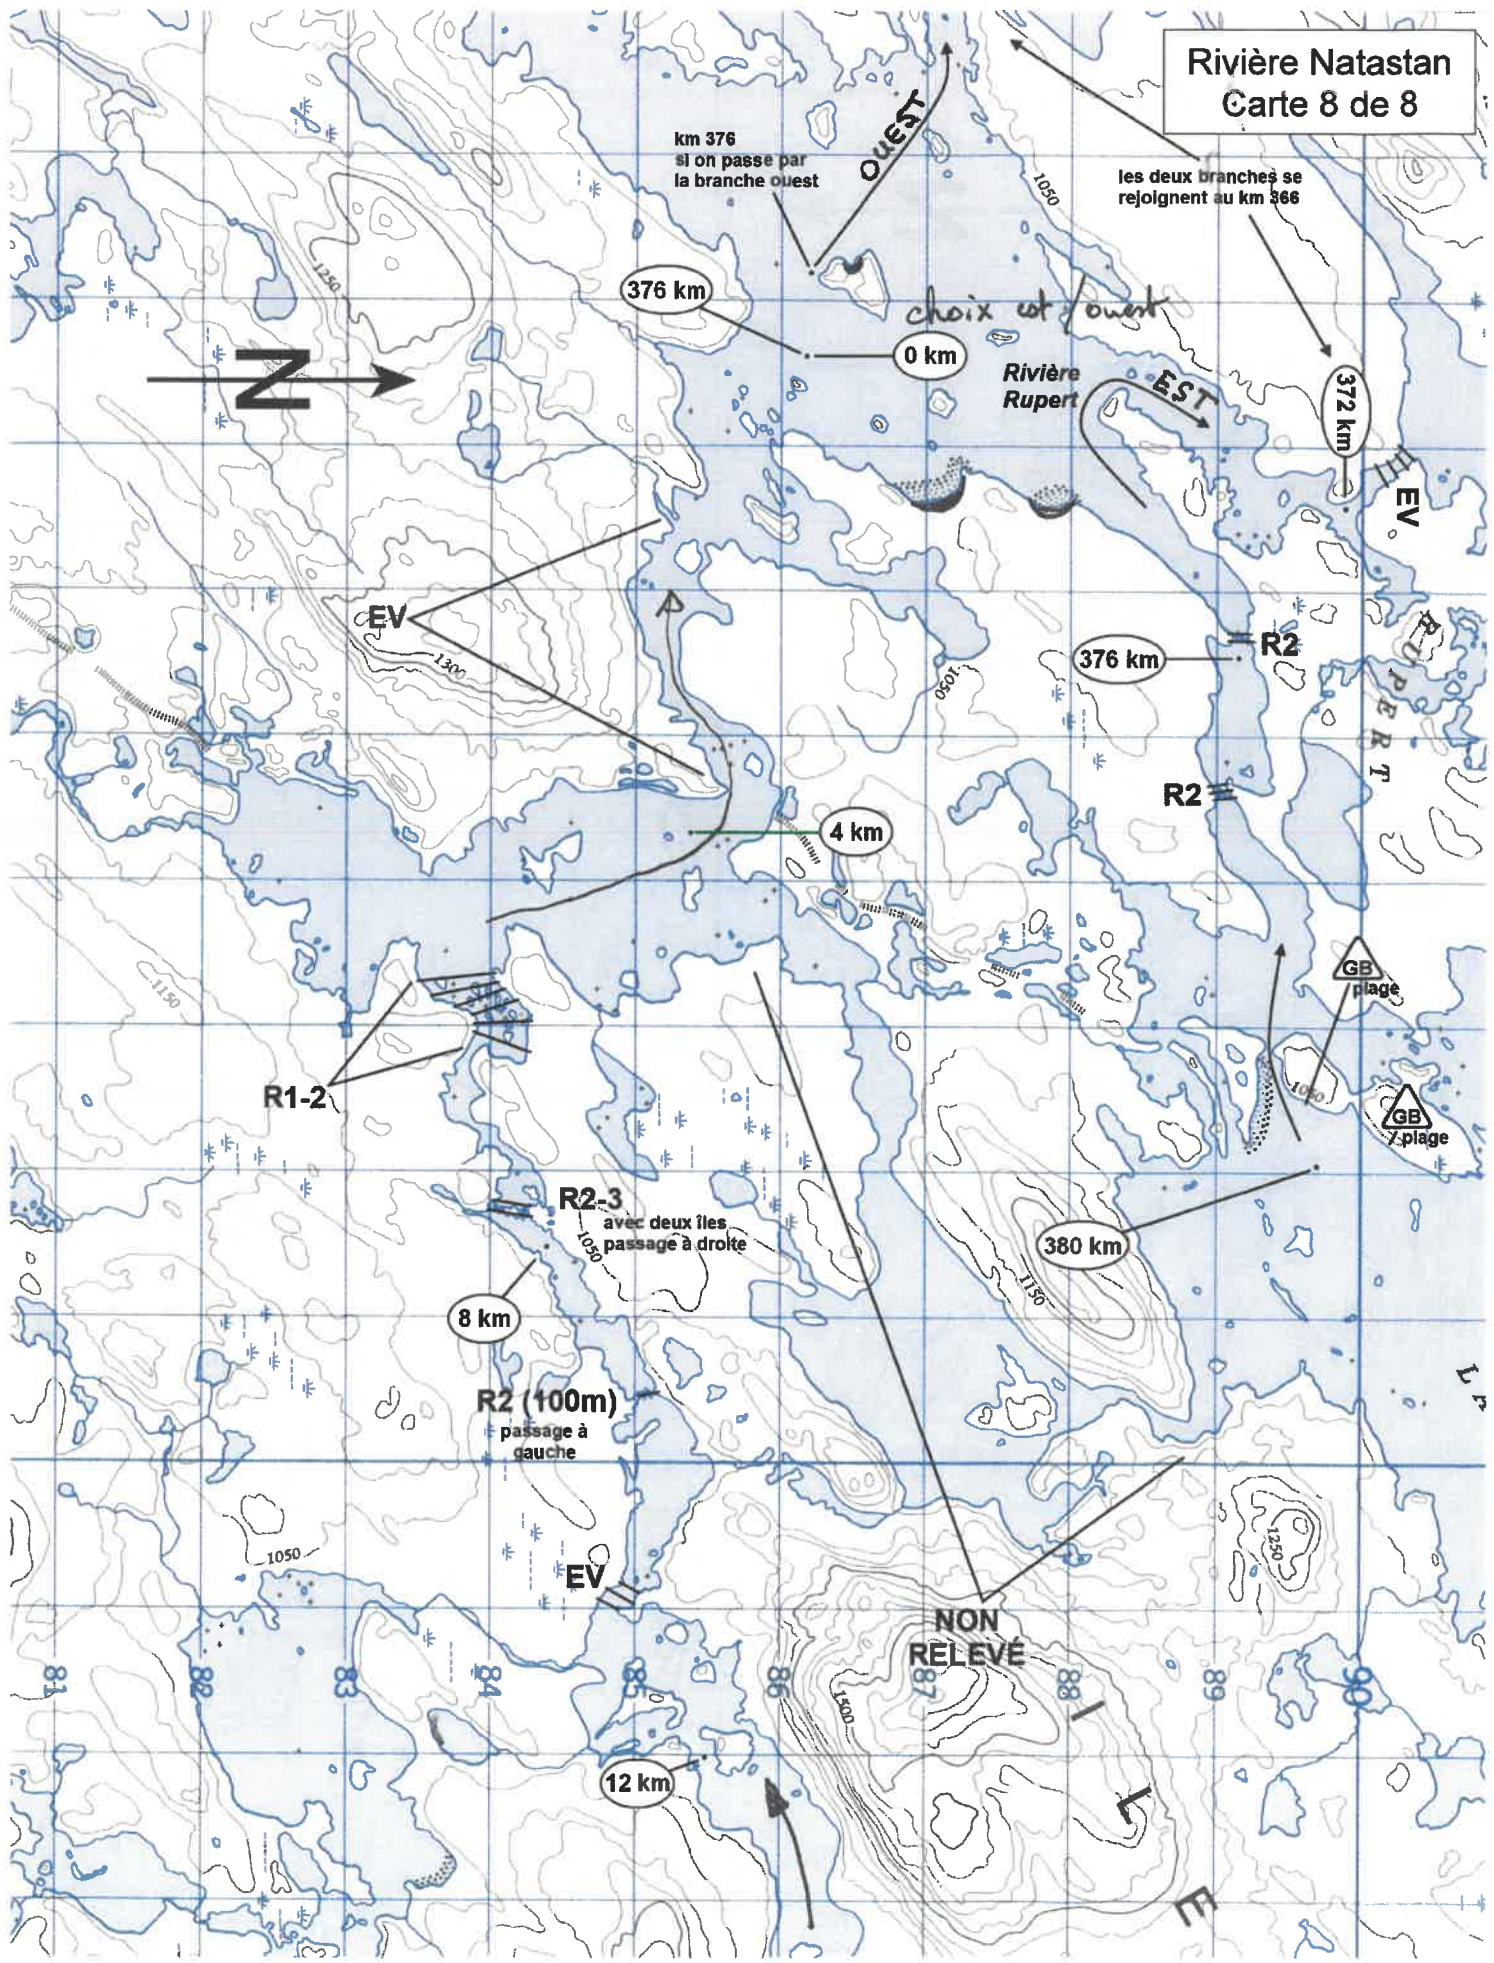 Rivière Natastan
Carte 8 de 8
km 376
si on passe par
la branche ouest
OUEST
les deux branches se
rejoignent au km 366
1050
1250
376 km
choix est / ouest
0 km
N
Rivière
Rupert
EST
372 km
EV
EV
1300
R2
376 km
1050
RUPERT
R2
4 km
1150
GB
plage
R1-2
1050
GB
plage
R2-3
avec deux îles
passage à droite
1050
380 km
1150
8 km
R2 (100m)
passage à
gauche
1050
1250
EV
NON
RELEVÉ
81
82
83
84
85
86
87
88
89
90
1500
12 km
I L E